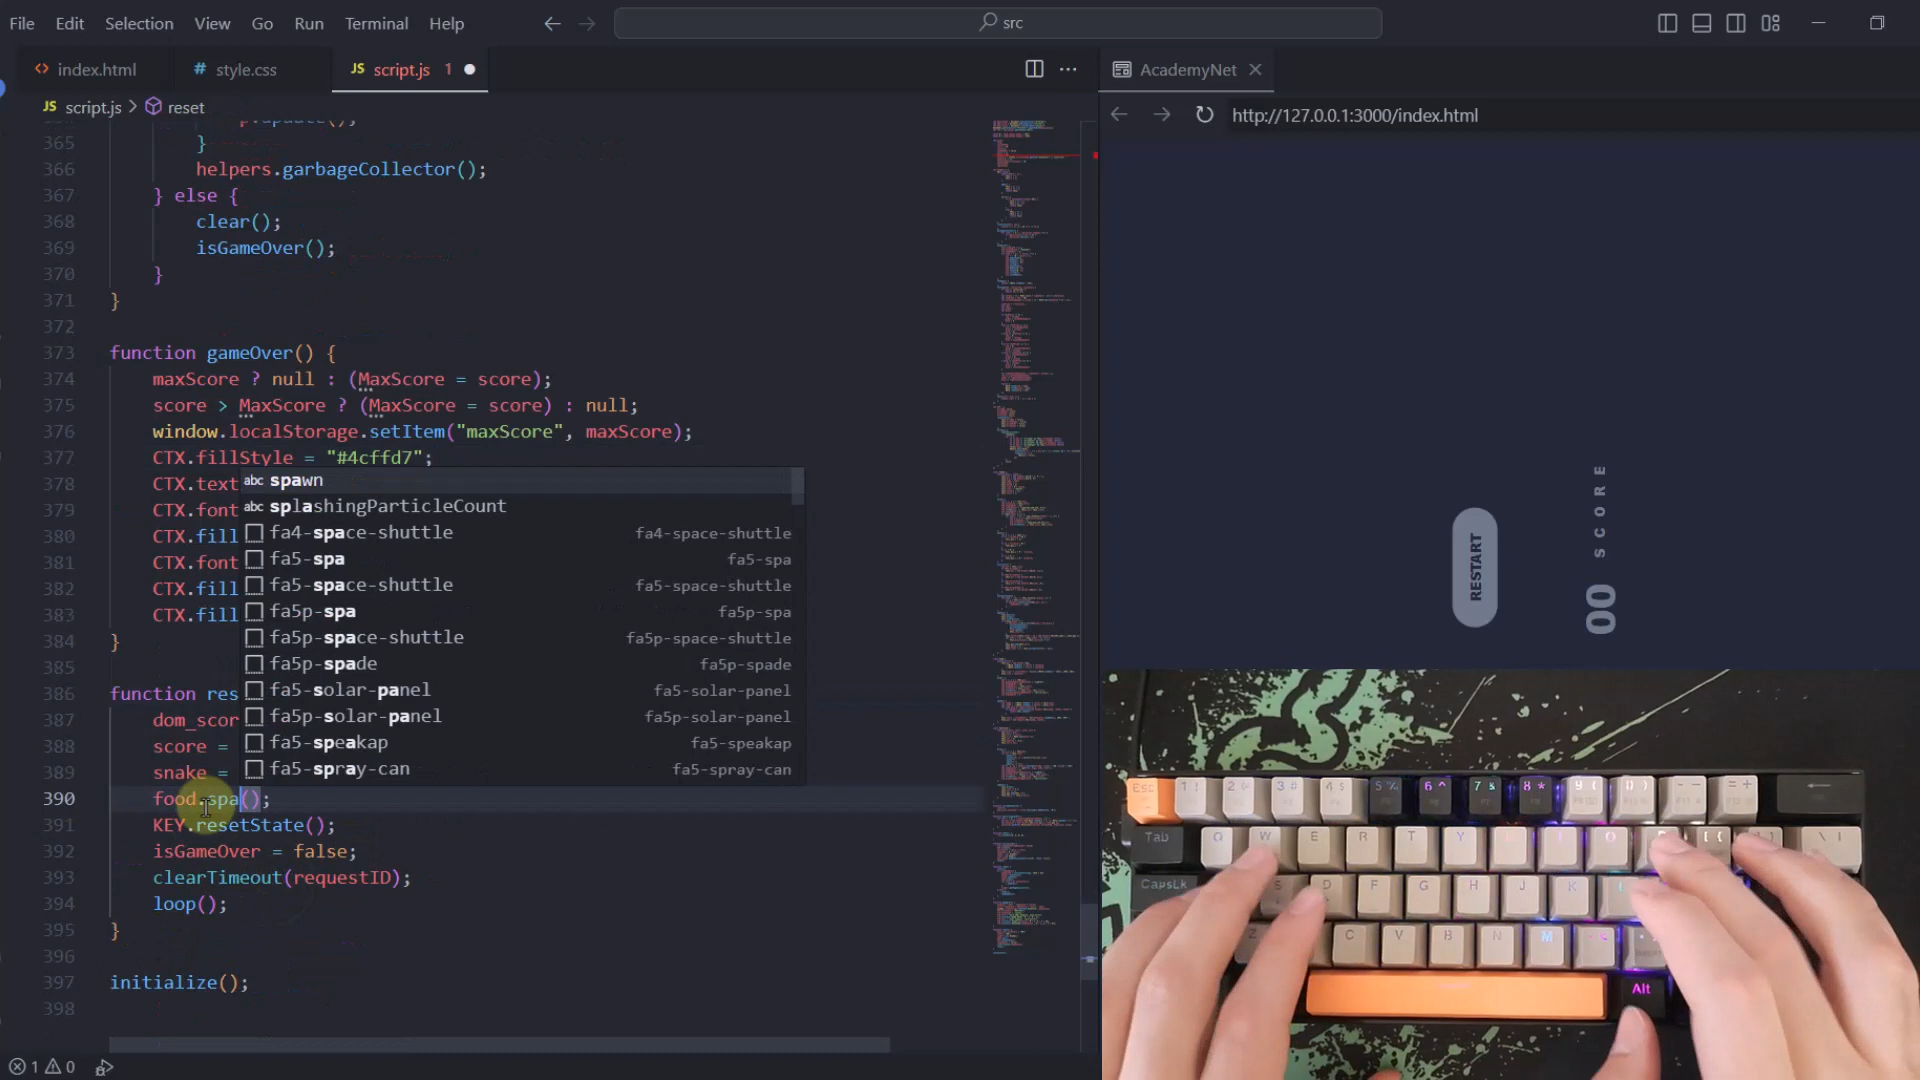 File Edit Selection View Go Run Terminal Help
src
index.html
# style.css
JS script.js 1
AcademyNet
JS script.js > reset
http://127.0.0.1:3000/index.html
365 }
366 helpers.garbageCollector();
367 } else {
368 clear();
369 isGameOver();
370 }
371 }
372
373 function gameOver() {
374 maxScore ? null : (MaxScore = score);
375 score > MaxScore ? (MaxScore = score) : null;
376 window.localStorage.setItem("maxScore", maxScore);
377 CTX.fillStyle = "#4cffd7";
378 CTX.text
379 CTX.font
380 CTX.fill
381 CTX.font
382 CTX.fill
383 CTX.fill
384 }
385
386 function res
387 dom_scor
388 score =
389 snake =
390 food.spa();
391 KEY.resetState();
392 isGameOver = false;
393 clearTimeout(requestID);
394 loop();
395 }
396
397 initialize();
398
abc spawn
abc splashingParticleCount
fa4-space-shuttle fa4-space-shuttle
fa5-spa fa5-spa
fa5-space-shuttle fa5-space-shuttle
fa5p-spa fa5p-spa
fa5p-space-shuttle fa5p-space-shuttle
fa5p-spade fa5p-spade
fa5-solar-panel fa5-solar-panel
fa5p-solar-panel fa5p-solar-panel
fa5-speakap fa5-speakap
fa5-spray-can fa5-spray-can
RESTART
00 SCORE
1 0
Esc
Tab Q W E R T Y
CapsLk S D F G H J K
Z C V B N M
Alt